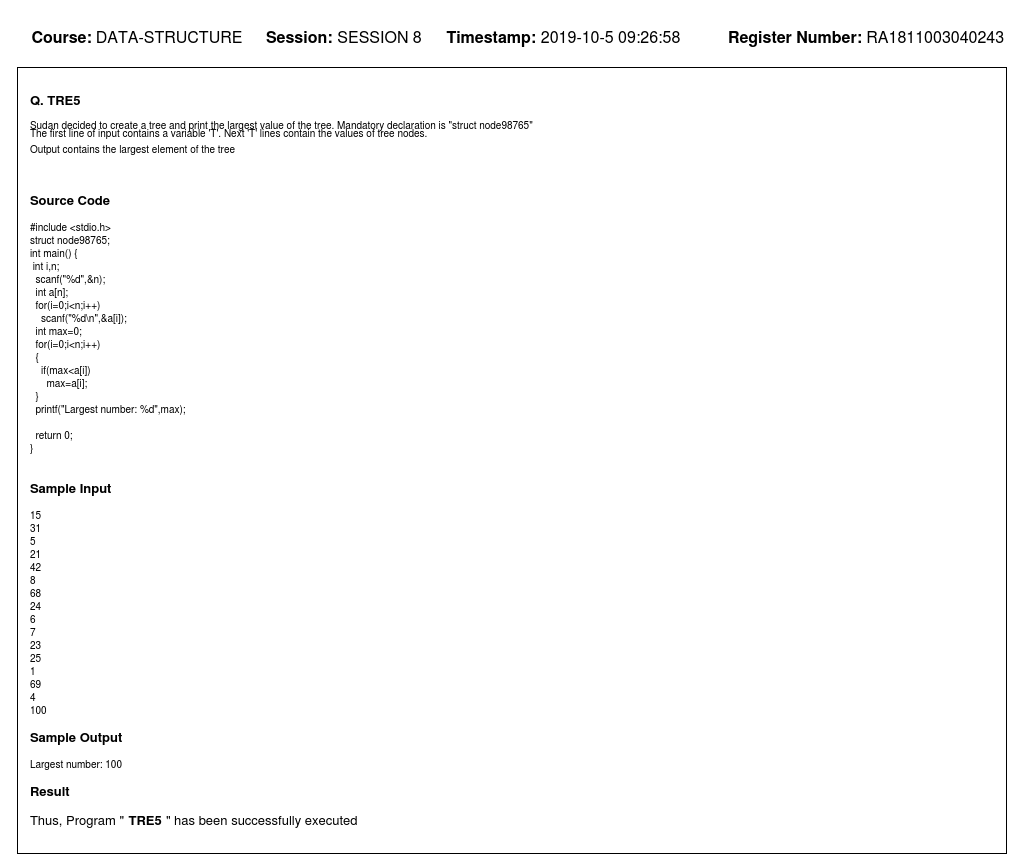 Course: DATA-STRUCTURE Session: SESSION 8 Timestamp: 2019-10-5 09:26:58 Register Number: RA1811003040243
Q. TRE5
Sudan decided to create a tree and print the largest value of the tree. Mandatory declaration is "struct node98765"
The first line of input contains a variable 'T'. Next 'T' lines contain the values of tree nodes.
Output contains the largest element of the tree
Source Code
#include <stdio.h>
struct node98765;
int main() {
 int i,n;
  scanf("%d",&n);
  int a[n];
  for(i=0;i<n;i++)
    scanf("%d\n",&a[i]);
  int max=0;
  for(i=0;i<n;i++)
  {
    if(max<a[i])
      max=a[i];
  }
  printf("Largest number: %d",max);
  return 0;
}
Sample Input
15
31
5
21
42
8
68
24
6
7
23
25
1
69
4
100
Sample Output
Largest number: 100
Result
Thus, Program " TRE5 " has been successfully executed